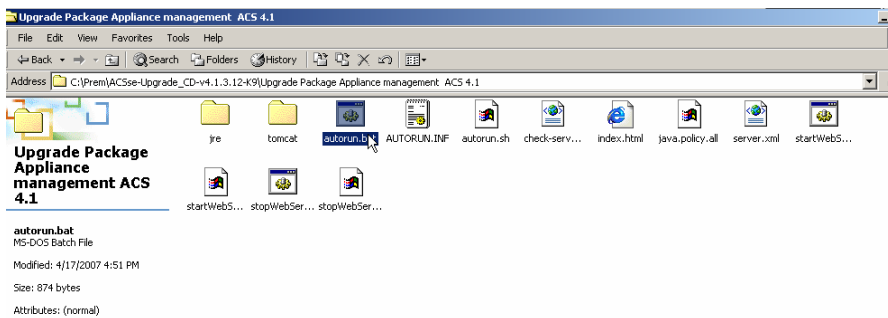 Upgrade Package Appliance management ACS 4.1
File Edit View Favorites Tools Help
Back Search Folders History
Address C:\Prem\ACSse-Upgrade_CD-v4.1.3.12-K9\Upgrade Package Appliance management ACS 4.1
jre tomcat autorun.bat AUTORUN.INF autorun.sh check-serv... index.html java.policy.all server.xml startWebS...
Upgrade Package
Appliance
management ACS
4.1
startWebS... stopWebSer... stopWebSer...
autorun.bat
MS-DOS Batch File
Modified: 4/17/2007 4:51 PM
Size: 874 bytes
Attributes: (normal)